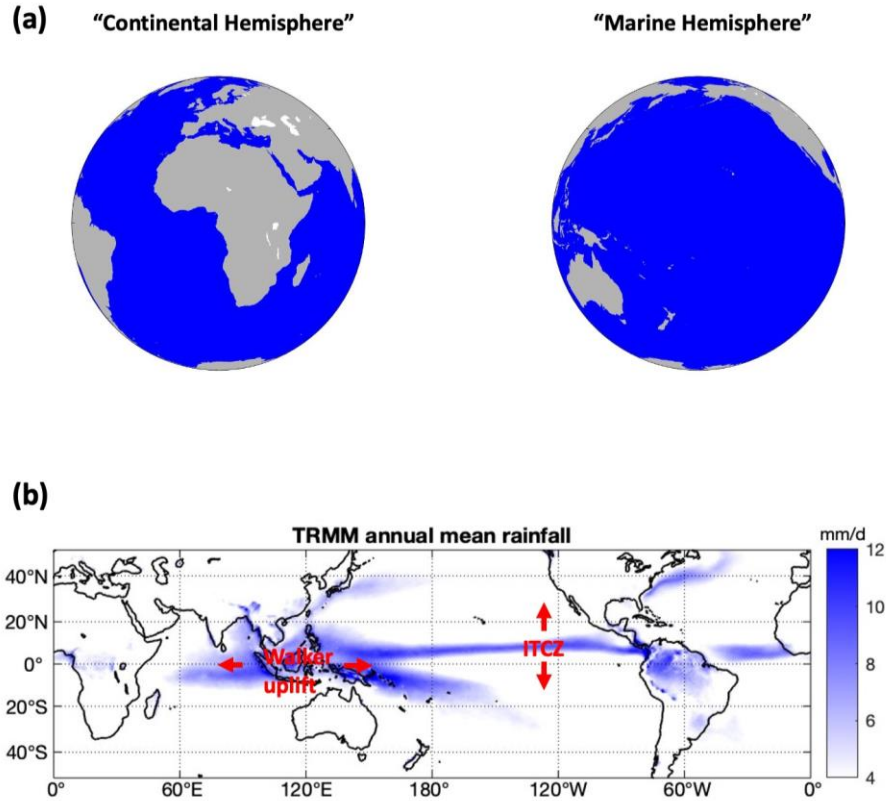 (a)
“Continental Hemisphere”
“Marine Hemisphere”
(b)
TRMM annual mean rainfall
mm/d
40°N
20°N
0°
20°S
40°S
Walker
uplift
ITCZ
12
10
8
6
4
0°
60°E
120°E
180°
120°W
60°W
0°